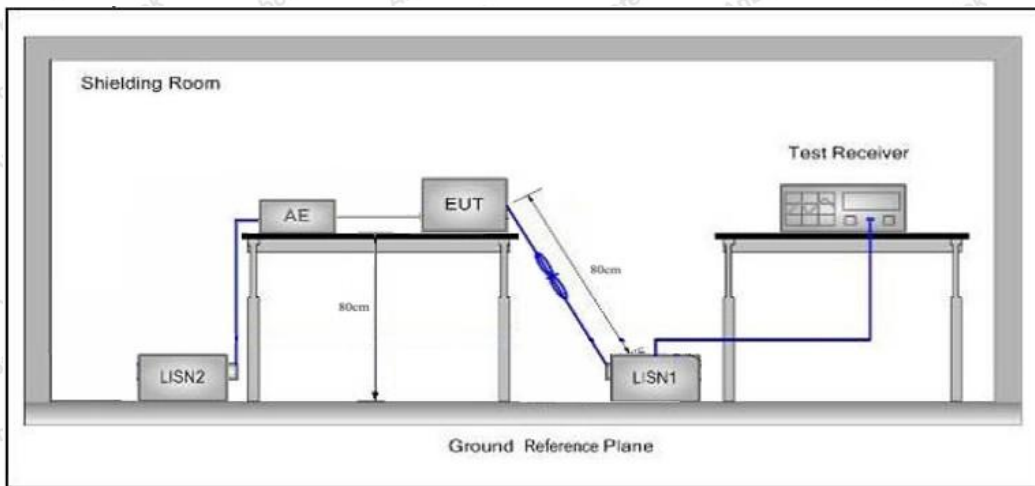 Shielding Room
Test Receiver
AE
EUT
80cm
80cm
LISN2
LISN1
Ground Reference Plane